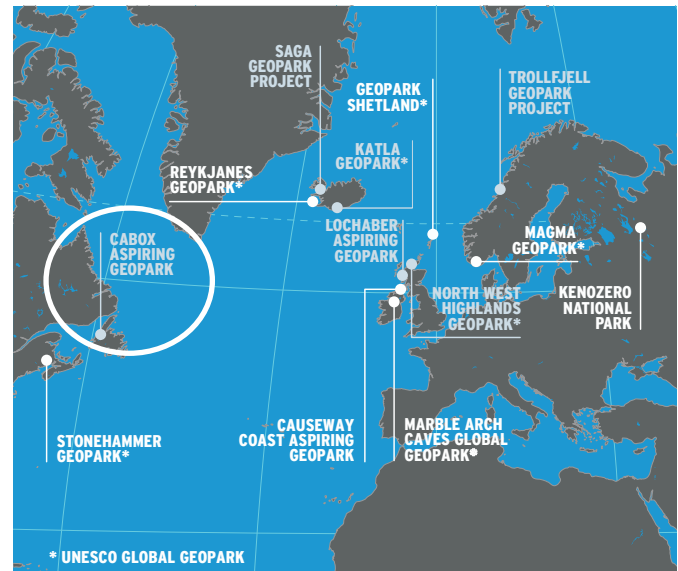 SAGA
GEOPARK
PROJECT
GEOPARK
SHETLAND*
TROLLFJELL
GEOPARK
PROJECT
KATLA
GEOPARK*
REYKJANES
GEOPARK*
LOCHABER
ASPIRING
GEOPARK
CABOX
ASPIRING
GEOPARK
MAGMA
GEOPARK*
NORTH WEST
HIGHLANDS
GEOPARK*
KENOZERO
NATIONAL
PARK
STONEHAMMER
GEOPARK*
CAUSEWAY
COAST ASPIRING
GEOPARK
MARBLE ARCH
CAVES GLOBAL
GEOPARK*
* UNESCO GLOBAL GEOPARK